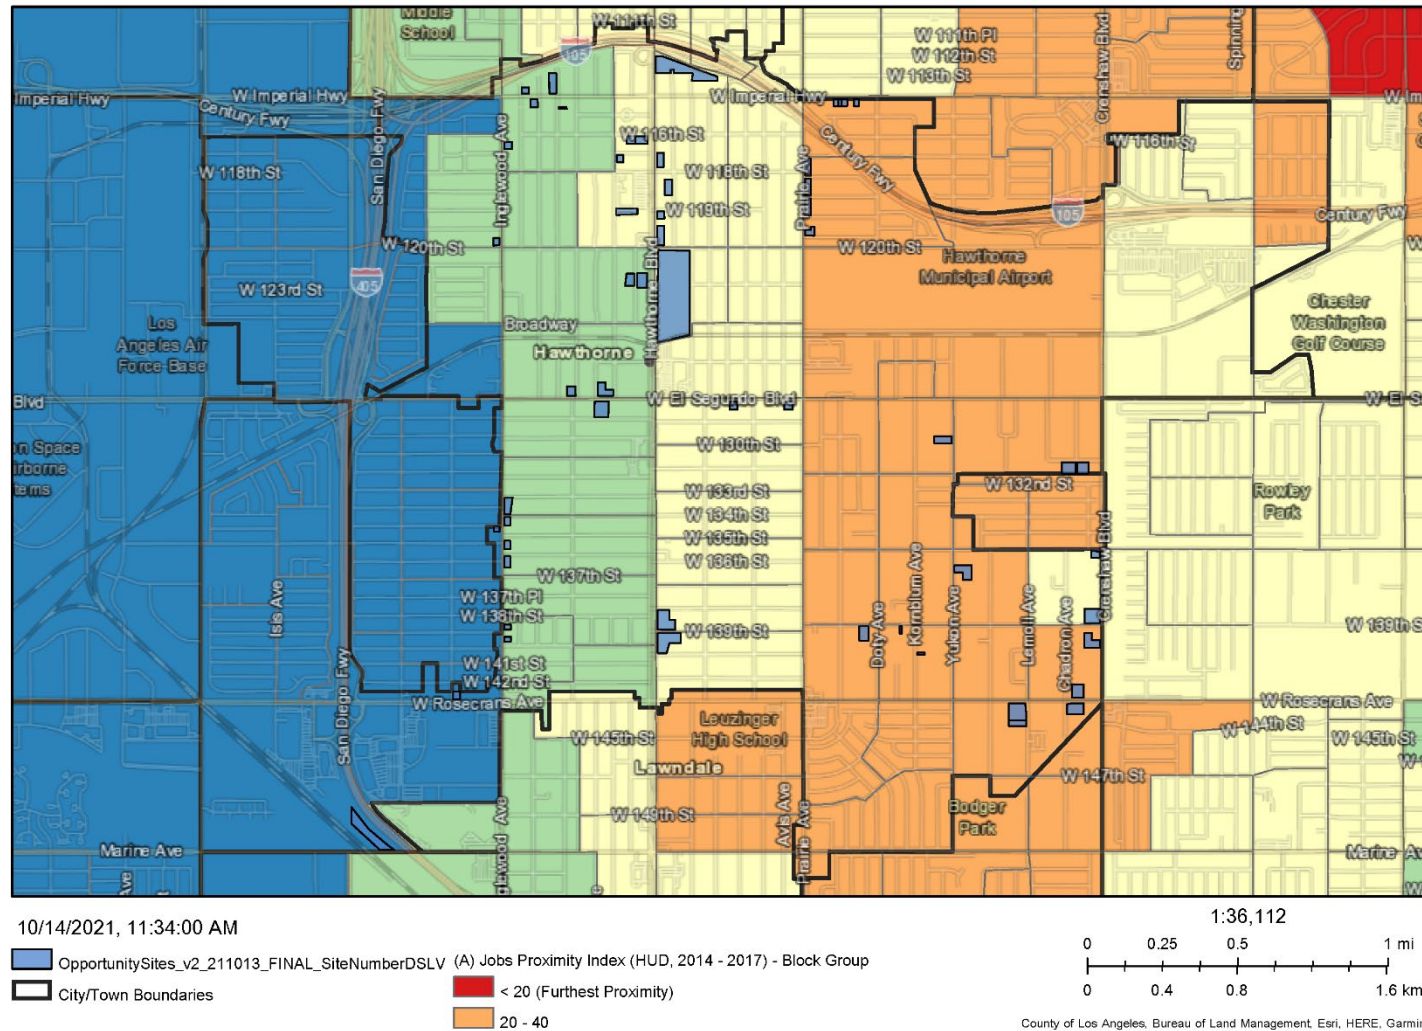 Middle
School
W 111th St
105
W 111th Pl
W 112th St
W 113th St
Crenshaw Blvd
Spinning
Imperial Hwy
W Imperial Hwy
W Imperial Hwy
W Im
Century Fwy
San Diego Fwy
Inglewood Ave
W 116th St
Century Fwy
W 116th St
W 118th St
W 118th St
Prairie Ave
W 119th St
105
Century Fwy
W 120th St
W 120th St
Hawthorne
Municipal Airport
405
W 123rd St
Hawthorne Blvd
Los
Angeles Air
Force Base
Broadway
Hawthorne
Chester
Washington
Golf Course
Blvd
W El Segundo Blvd
W El Se
W 130th St
on Space
irborne
tems
W 132nd St
W 133rd St
W 134th St
W 135th St
W 136th St
Rowley
Park
Crenshaw Blvd
W 137th St
W 137th Pl
W 138th St
Isis Ave
W 139th St
W 139th S
Doty Ave
Kornblum Ave
Yukon Ave
Lemoli Ave
Chadron Ave
W 141st St
W 142nd St
W Rosecrans Ave
W Rosecrans Ave
San Diego Fwy
Leuzinger
High School
W 144th St
W 145th St
W 145th St
Lawndale
W 147th St
W 149th St
Avis Ave
Prairie Ave
Bodger
Park
nglewood Ave
Marine Ave
Marine Av
10/14/2021, 11:34:00 AM
OpportunitySites_v2_211013_FINAL_SiteNumberDSLV
City/Town Boundaries
(A) Jobs Proximity Index (HUD, 2014 - 2017) - Block Group
< 20 (Furthest Proximity)
20 - 40
1:36,112
0 0.25 0.5 1 mi
0 0.4 0.8 1.6 km
County of Los Angeles, Bureau of Land Management, Esri, HERE, Garmin